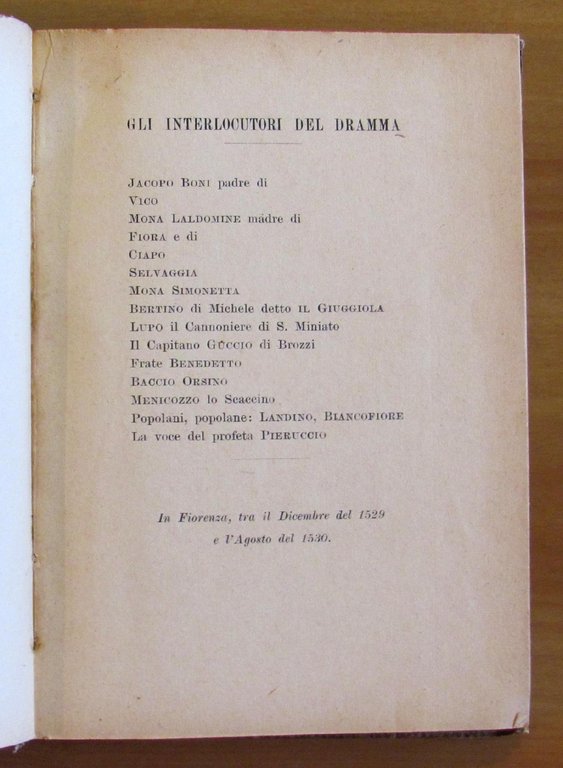 GLI INTERLOCUTORI DEL DRAMMA
JACOPO BONI padre di
VICO
MONA LALDOMINE madre di
FIORA e di
CIAPO
SELVAGGIA
MONA SIMONETTA
BERTINO di Michele detto IL GIUGGIOLA
LUPO il Cannoniere di S. Miniato
Il Capitano GUCCIO di Brozzi
Frate BENEDETTO
BACCIO ORSINO
MENICOZZO lo Scaccino
Popolani, popolane: LANDINO, BIANCOFIORE
La voce del profeta PIERUCCIO
In Fiorenza, tra il Dicembre del 1529
e l'Agosto del 1530.